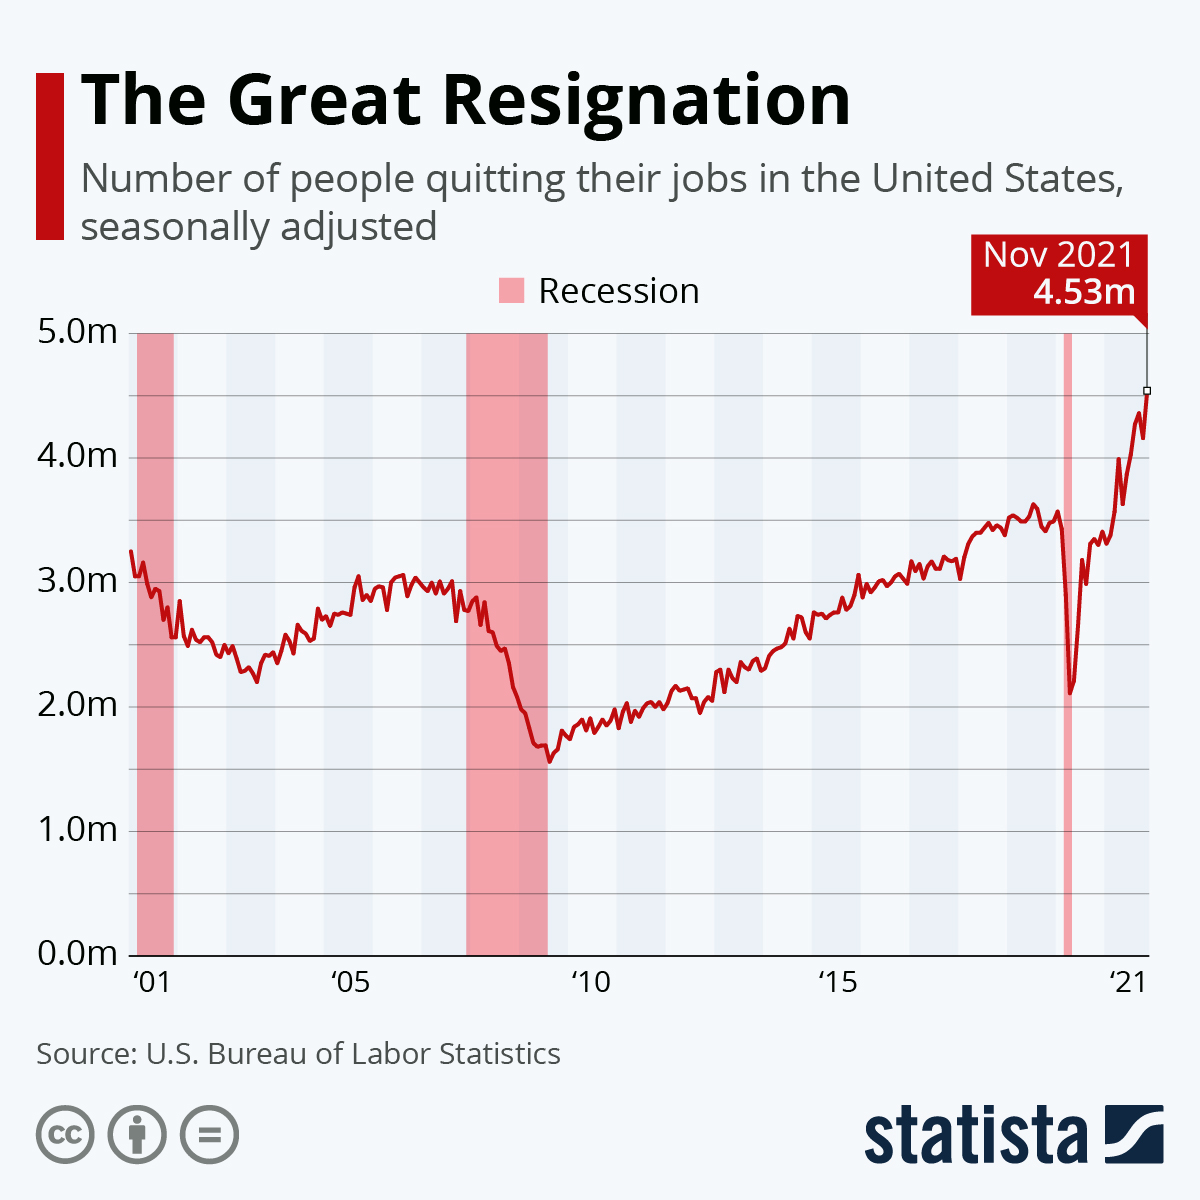 The Great Resignation
Number of people quitting their jobs in the United States,
seasonally adjusted
Nov 2021
4.53m
Recession
5.0m
4.0m
3.0m
2.0m
1.0m
0.0m
‘01 ‘05 ‘10 ‘15 ‘21
Source: U.S. Bureau of Labor Statistics
cc =
statista